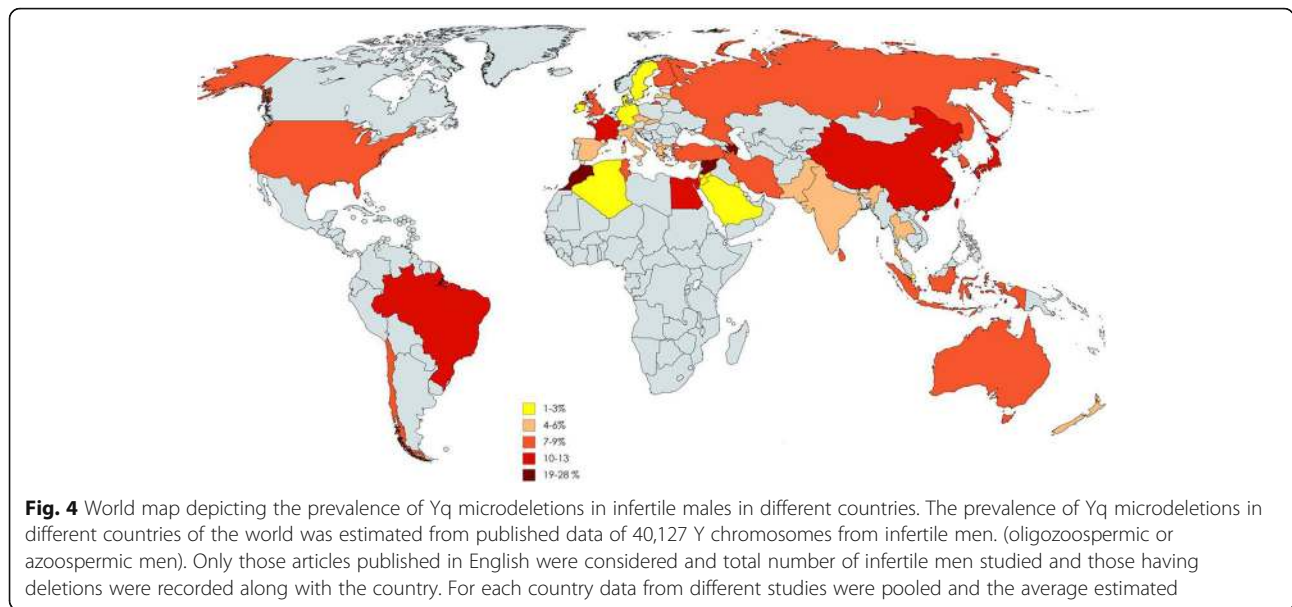 1-3%
4-6%
7-9%
10-13
19-28 %
Fig. 4 World map depicting the prevalence of Yq microdeletions in infertile males in different countries. The prevalence of Yq microdeletions in
different countries of the world was estimated from published data of 40,127 Y chromosomes from infertile men. (oligozoospermic or
azoospermic men). Only those articles published in English were considered and total number of infertile men studied and those having
deletions were recorded along with the country. For each country data from different studies were pooled and the average estimated